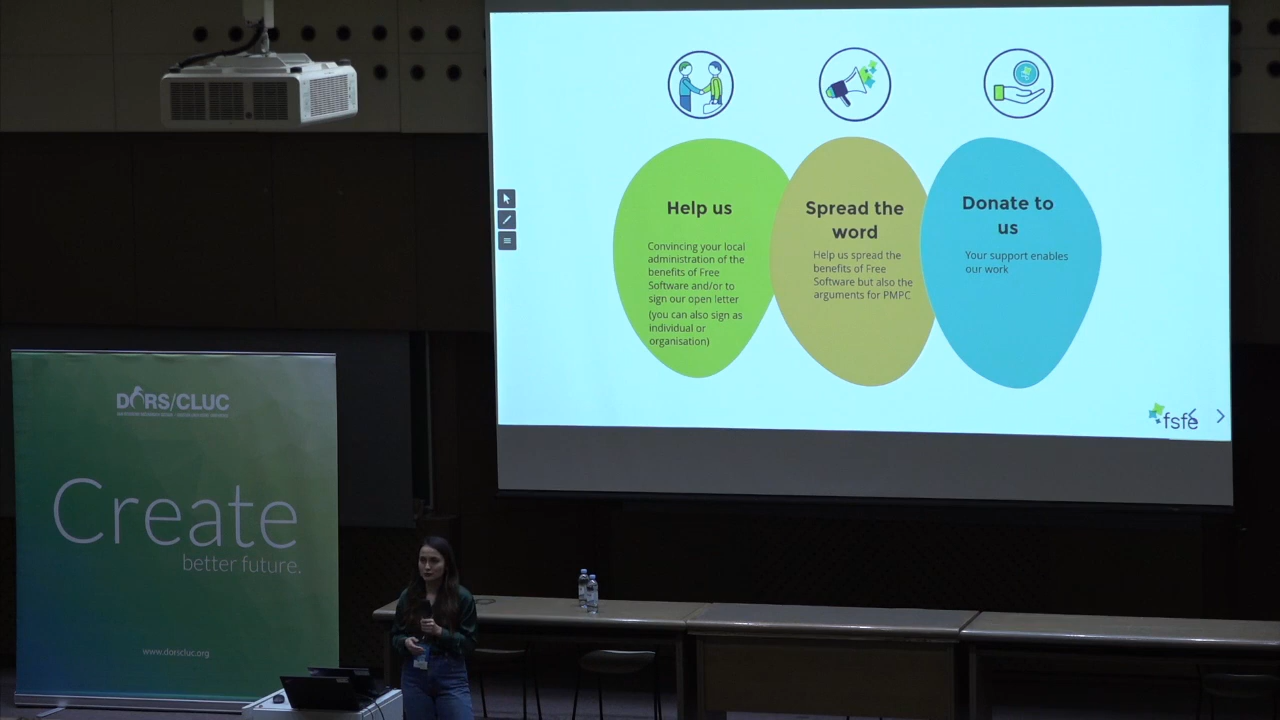 Help us
Convincing your local
administration of the
benefits of Free
Software and/or to
sign our open letter
(you can also sign as
individual or
organisation)
Spread the
word
Help us spread the
benefits of Free
Software but also the
arguments for PMPC
Donate to
us
Your support enables
our work
fsfe
DORS/CLUC
Create
better future.
www.dorscluc.org